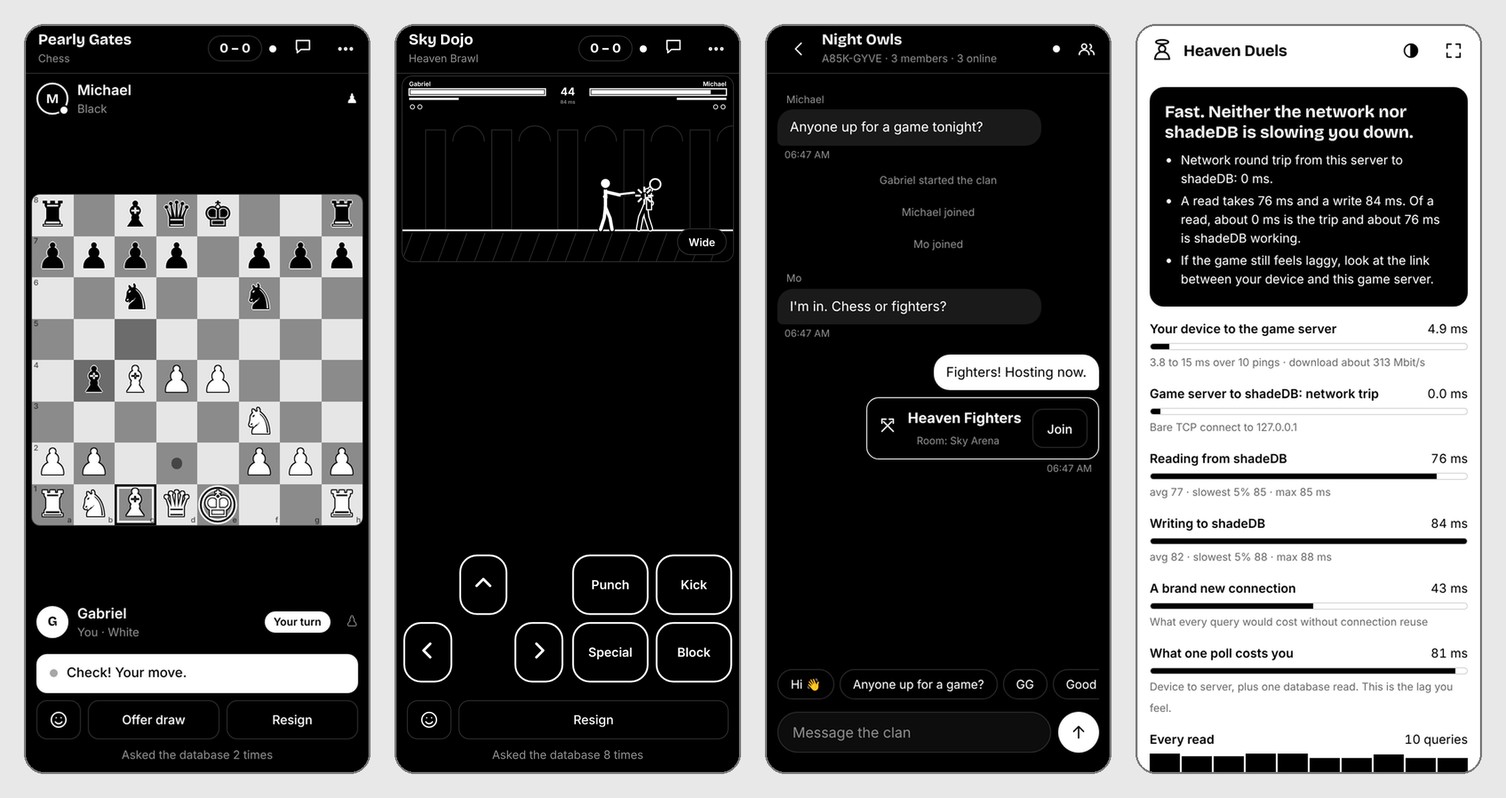 Pearly Gates
Chess
0 – 0
M
Michael
Black
8
7
6
5
4
3
2
1
a
b
d
e
f
g
h
G
Gabriel
You · White
Your turn
Check! Your move.
Offer draw
Resign
Asked the database 2 times
Sky Dojo
Heaven Brawl
0 – 0
Gabriel
44
84 ms
Michael
Wide
Punch
Kick
Special
Block
Resign
Asked the database 8 times
Night Owls
A85K-GYVE · 3 members · 3 online
Michael
Anyone up for a game tonight?
06:47 AM
Gabriel started the clan
Michael joined
Mo joined
Mo
I'm in. Chess or fighters?
06:47 AM
Fighters! Hosting now.
Heaven Fighters
Room: Sky Arena
Join
06:47 AM
Hi 👋
Anyone up for a game?
GG
Good
Message the clan
Heaven Duels
Fast. Neither the network nor
shadeDB is slowing you down.
• Network round trip from this server to
shadeDB: 0 ms.
• A read takes 76 ms and a write 84 ms. Of a
read, about 0 ms is the trip and about 76 ms
is shadeDB working.
• If the game still feels laggy, look at the link
between your device and this game server.
Your device to the game server 4.9 ms
3.8 to 15 ms over 10 pings · download about 313 Mbit/s
Game server to shadeDB: network trip 0.0 ms
Bare TCP connect to 127.0.0.1
Reading from shadeDB 76 ms
avg 77 · slowest 5% 85 · max 85 ms
Writing to shadeDB 84 ms
avg 82 · slowest 5% 88 · max 88 ms
A brand new connection 43 ms
What every query would cost without connection reuse
What one poll costs you 81 ms
Device to server, plus one database read. This is the lag you
feel.
Every read 10 queries